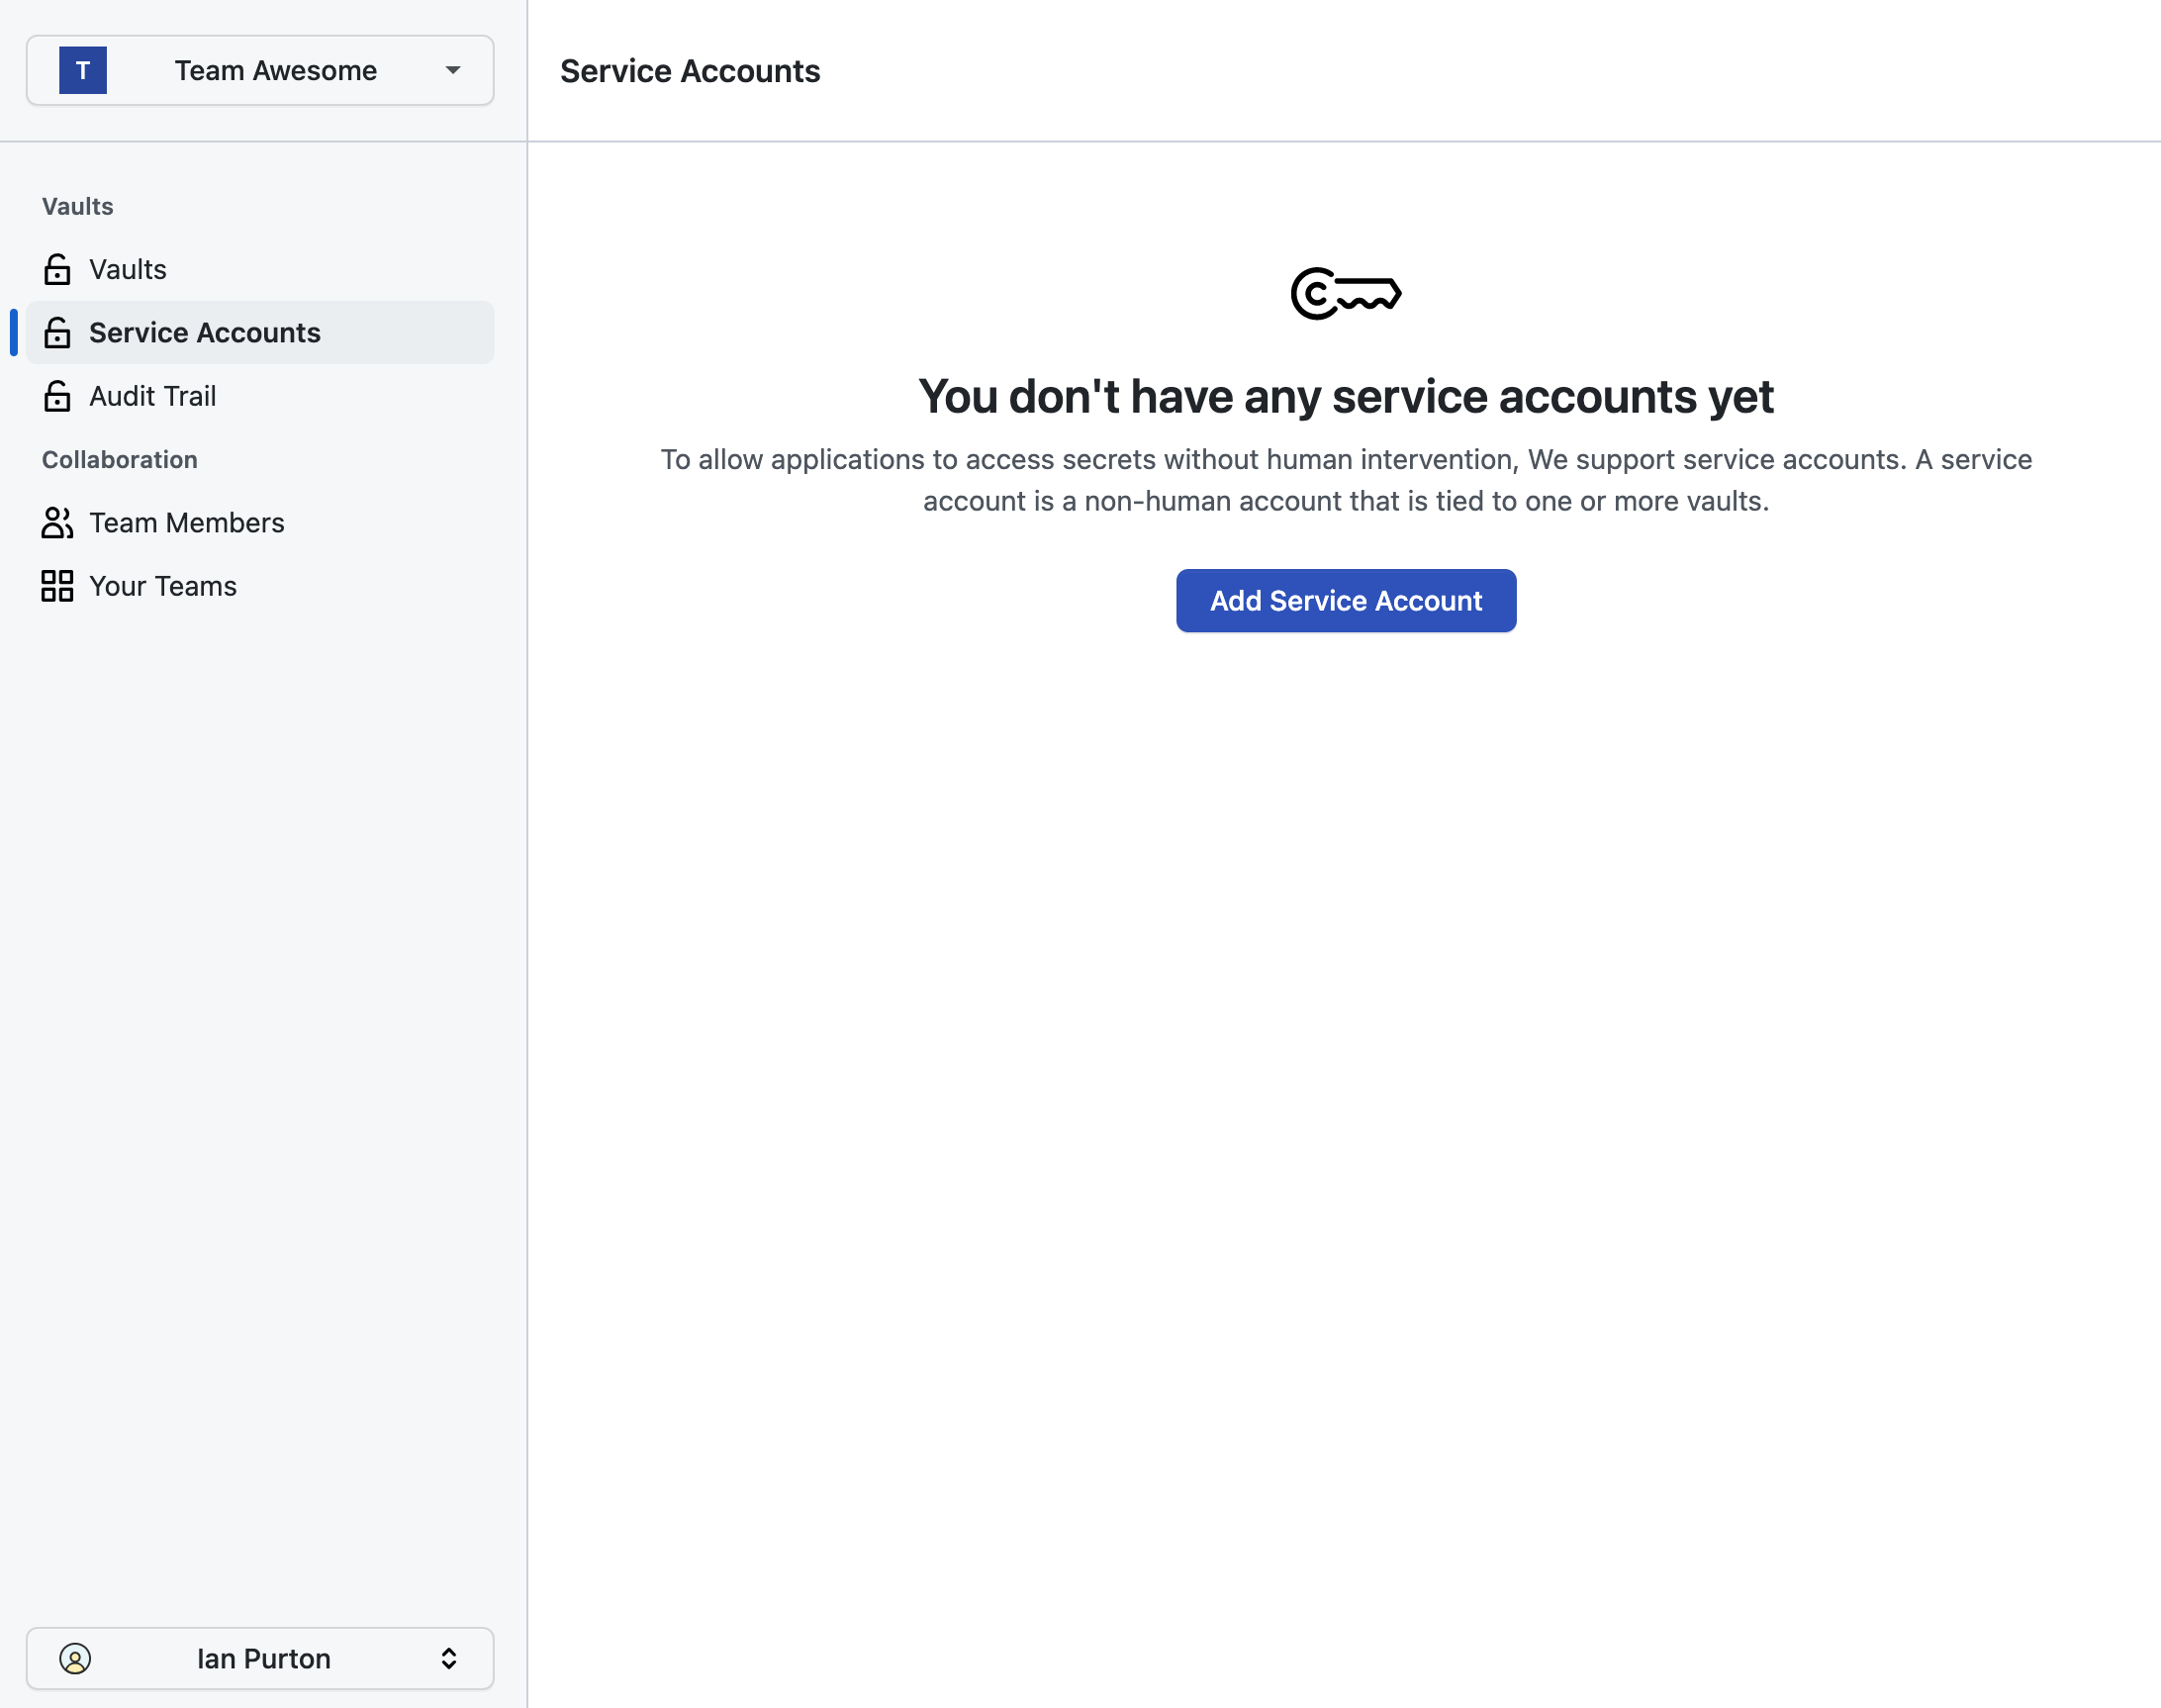 T
Team Awesome
Service Accounts
Vaults
Vaults
Service Accounts
Audit Trail
Collaboration
Team Members
Your Teams
You don't have any service accounts yet
To allow applications to access secrets without human intervention, We support service accounts. A service
account is a non-human account that is tied to one or more vaults.
Add Service Account
Ian Purton